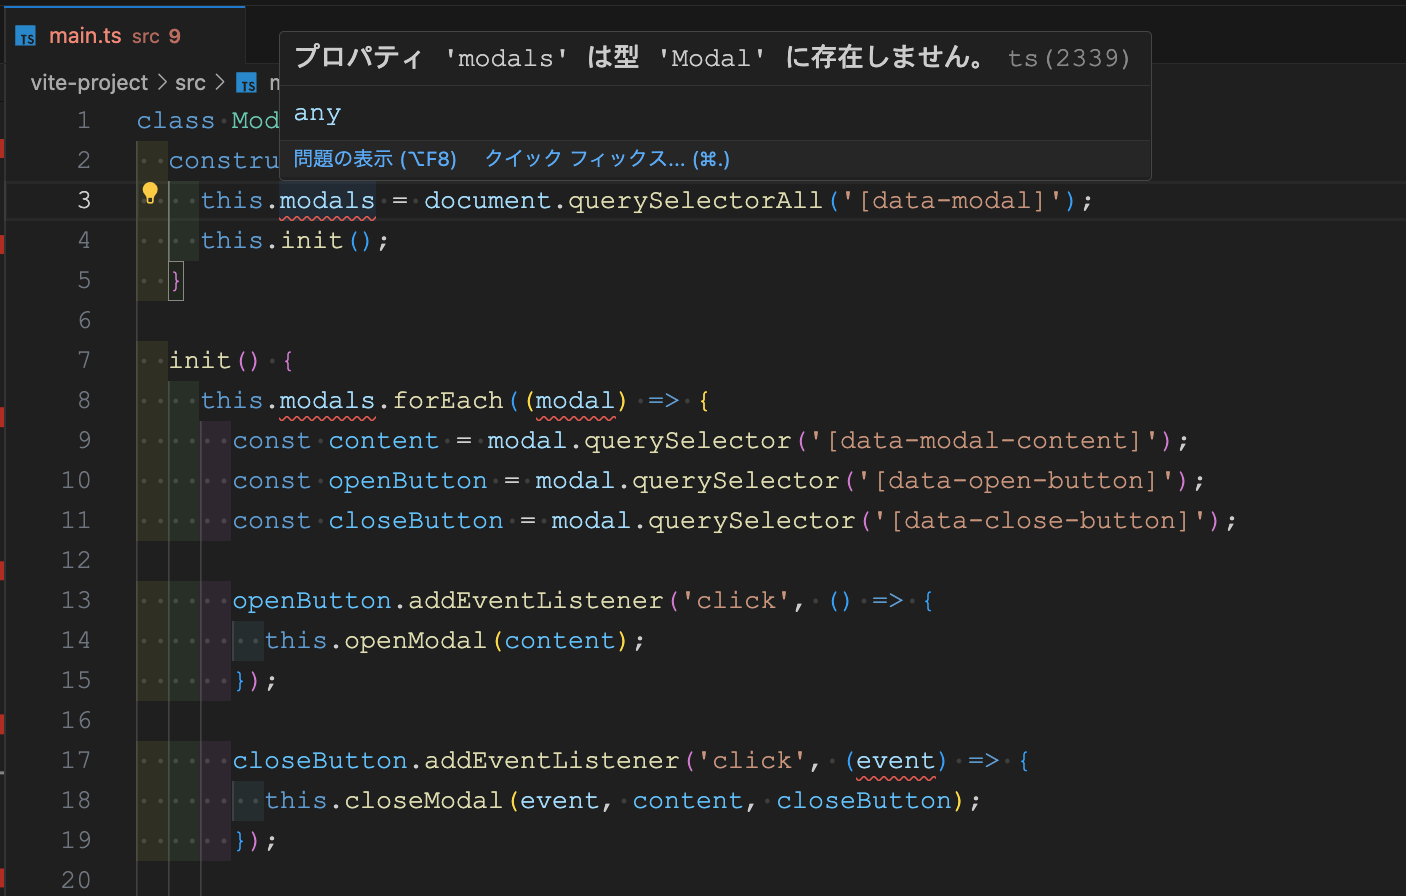 TS main.ts src 9
プロパティ 'modals' は型 'Modal' に存在しません。 ts(2339)
vite-project > src > TS
any
問題の表示 (⌥F8) クイック フィックス... (⌘.)
1 class Mod
2 constru
3 this.modals = document.querySelectorAll('[data-modal]');
4 this.init();
5 }
6
7 init() {
8 this.modals.forEach((modal) => {
9 const content = modal.querySelector('[data-modal-content]');
10 const openButton = modal.querySelector('[data-open-button]');
11 const closeButton = modal.querySelector('[data-close-button]');
12
13 openButton.addEventListener('click', () => {
14 this.openModal(content);
15 });
16
17 closeButton.addEventListener('click', (event) => {
18 this.closeModal(event, content, closeButton);
19 });
20